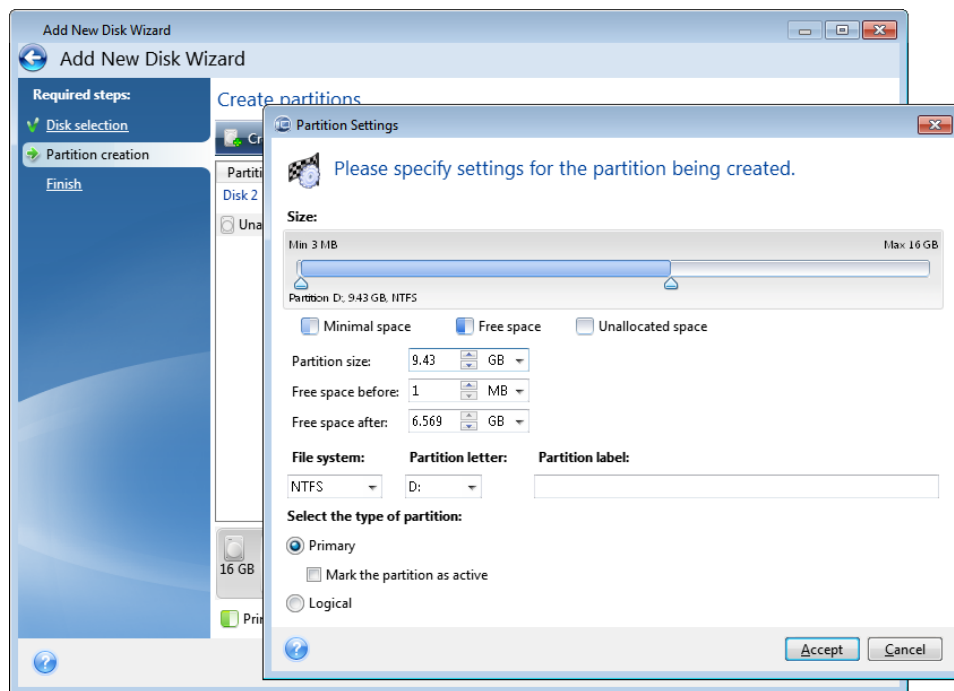 Add New Disk Wizard
Add New Disk Wizard
Required steps:
Disk selection
Partition creation
Finish
Create partitions
Disk 2
16 GB
Partition Settings
Please specify settings for the partition being created.
Size:
Min 3 MB Max 16 GB
Partition D:, 9.43 GB, NTFS
Minimal space Free space Unallocated space
Partition size: 9.43 GB
Free space before: 1 MB
Free space after: 6.569 GB
File system: Partition letter: Partition label:
NTFS D:
Select the type of partition:
Primary
Mark the partition as active
Logical
Accept Cancel